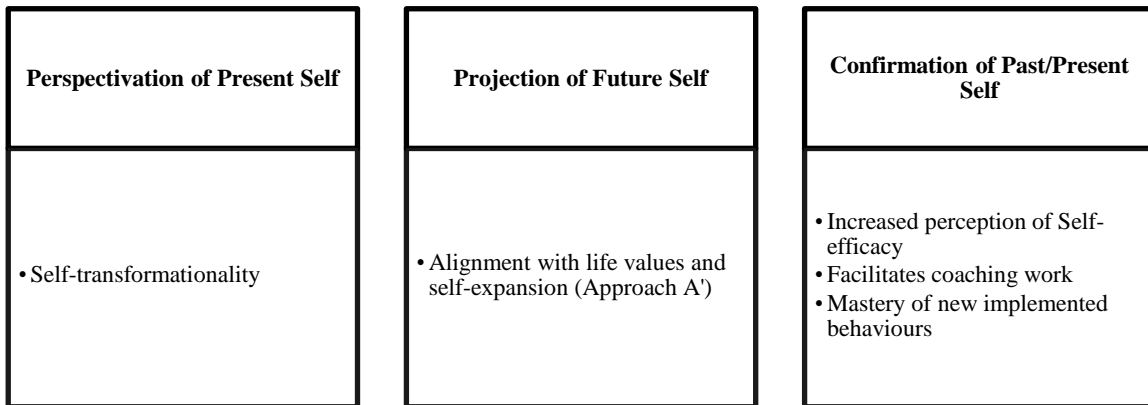 Perspectivation of Present Self
• Self-transformationality
Projection of Future Self
• Alignment with life values and
self-expansion (Approach A')
Confirmation of Past/Present
Self
• Increased perception of Self-
efficacy
• Facilitates coaching work
• Mastery of new implemented
behaviours